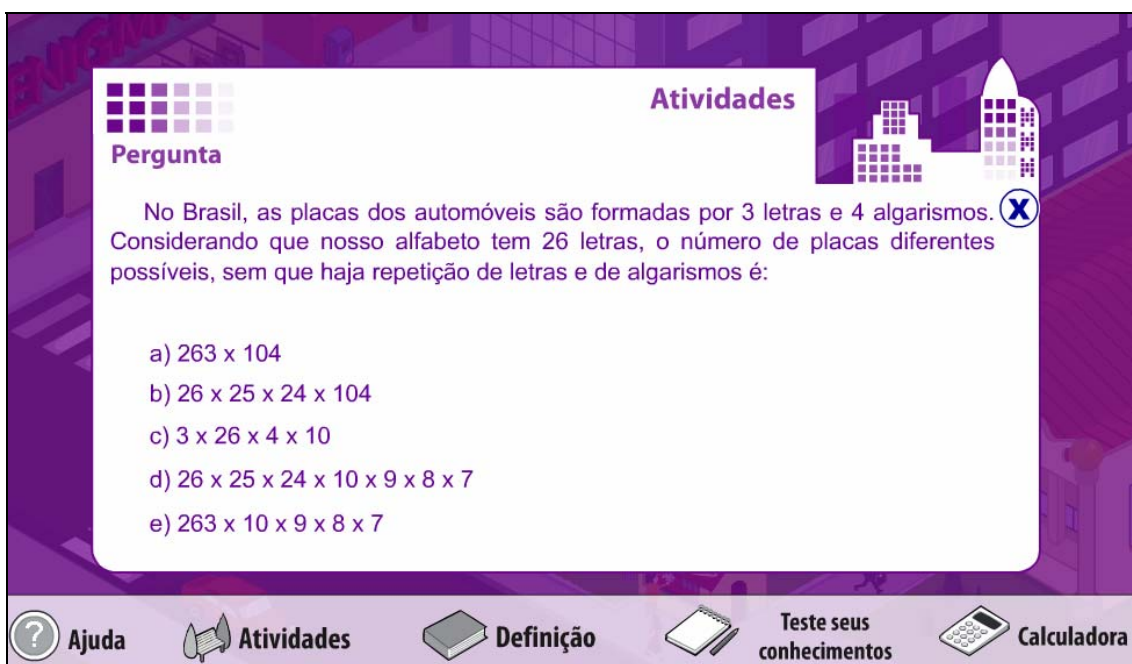 ENIGMA
Atividades
Pergunta
No Brasil, as placas dos automóveis são formadas por 3 letras e 4 algarismos. X
Considerando que nosso alfabeto tem 26 letras, o número de placas diferentes
possíveis, sem que haja repetição de letras e de algarismos é:
a) 263 x 104
b) 26 x 25 x 24 x 104
c) 3 x 26 x 4 x 10
d) 26 x 25 x 24 x 10 x 9 x 8 x 7
e) 263 x 10 x 9 x 8 x 7
? Ajuda
Atividades
Definição
Teste seus
conhecimentos
Calculadora